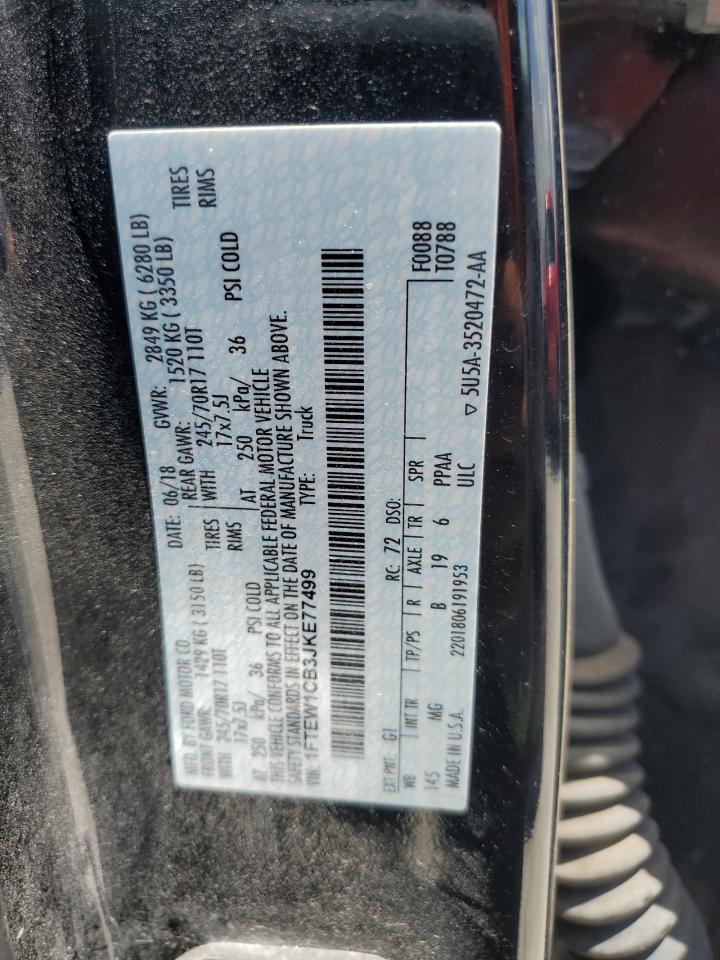 MFD. BY FORD MOTOR CO.
DATE: 06/18 GVWR: 2849 KG ( 6280 LB)
FRONT GAWR: 1429 KG ( 3150 LB) REAR GAWR: 1520 KG ( 3350 LB)
WITH 245/70R17 110T TIRES WITH 245/70R17 110T TIRES
17x7.5J RIMS 17x7.5J RIMS
AT 250 kPa/ 36 PSI COLD AT 250 kPa/ 36 PSI COLD
THIS VEHICLE CONFORMS TO ALL APPLICABLE FEDERAL MOTOR VEHICLE
SAFETY STANDARDS IN EFFECT ON THE DATE OF MANUFACTURE SHOWN ABOVE.
VIN: 1FTEW1CB3JKE77499 TYPE: Truck
F0088
EXT PNT: G1 RC: 72 DSO: T0788
WB INT TR TP/PS R AXLE TR SPR
145 MG B 19 6 PPAA
MADE IN U.S.A. 2201806191953 ULC
▽ 5U5A-3520472-AA